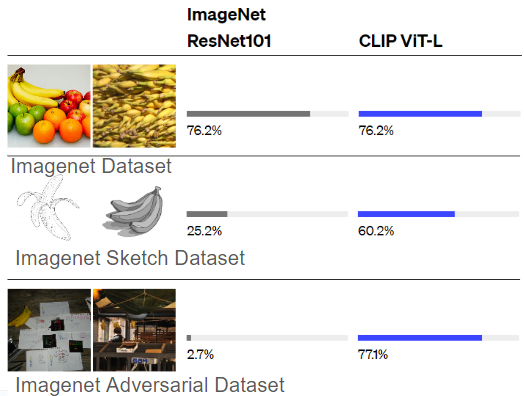 ImageNet
ResNet101
CLIP ViT-L
76.2%
76.2%
Imagenet Dataset
25.2%
60.2%
Imagenet Sketch Dataset
2.7%
77.1%
Imagenet Adversarial Dataset